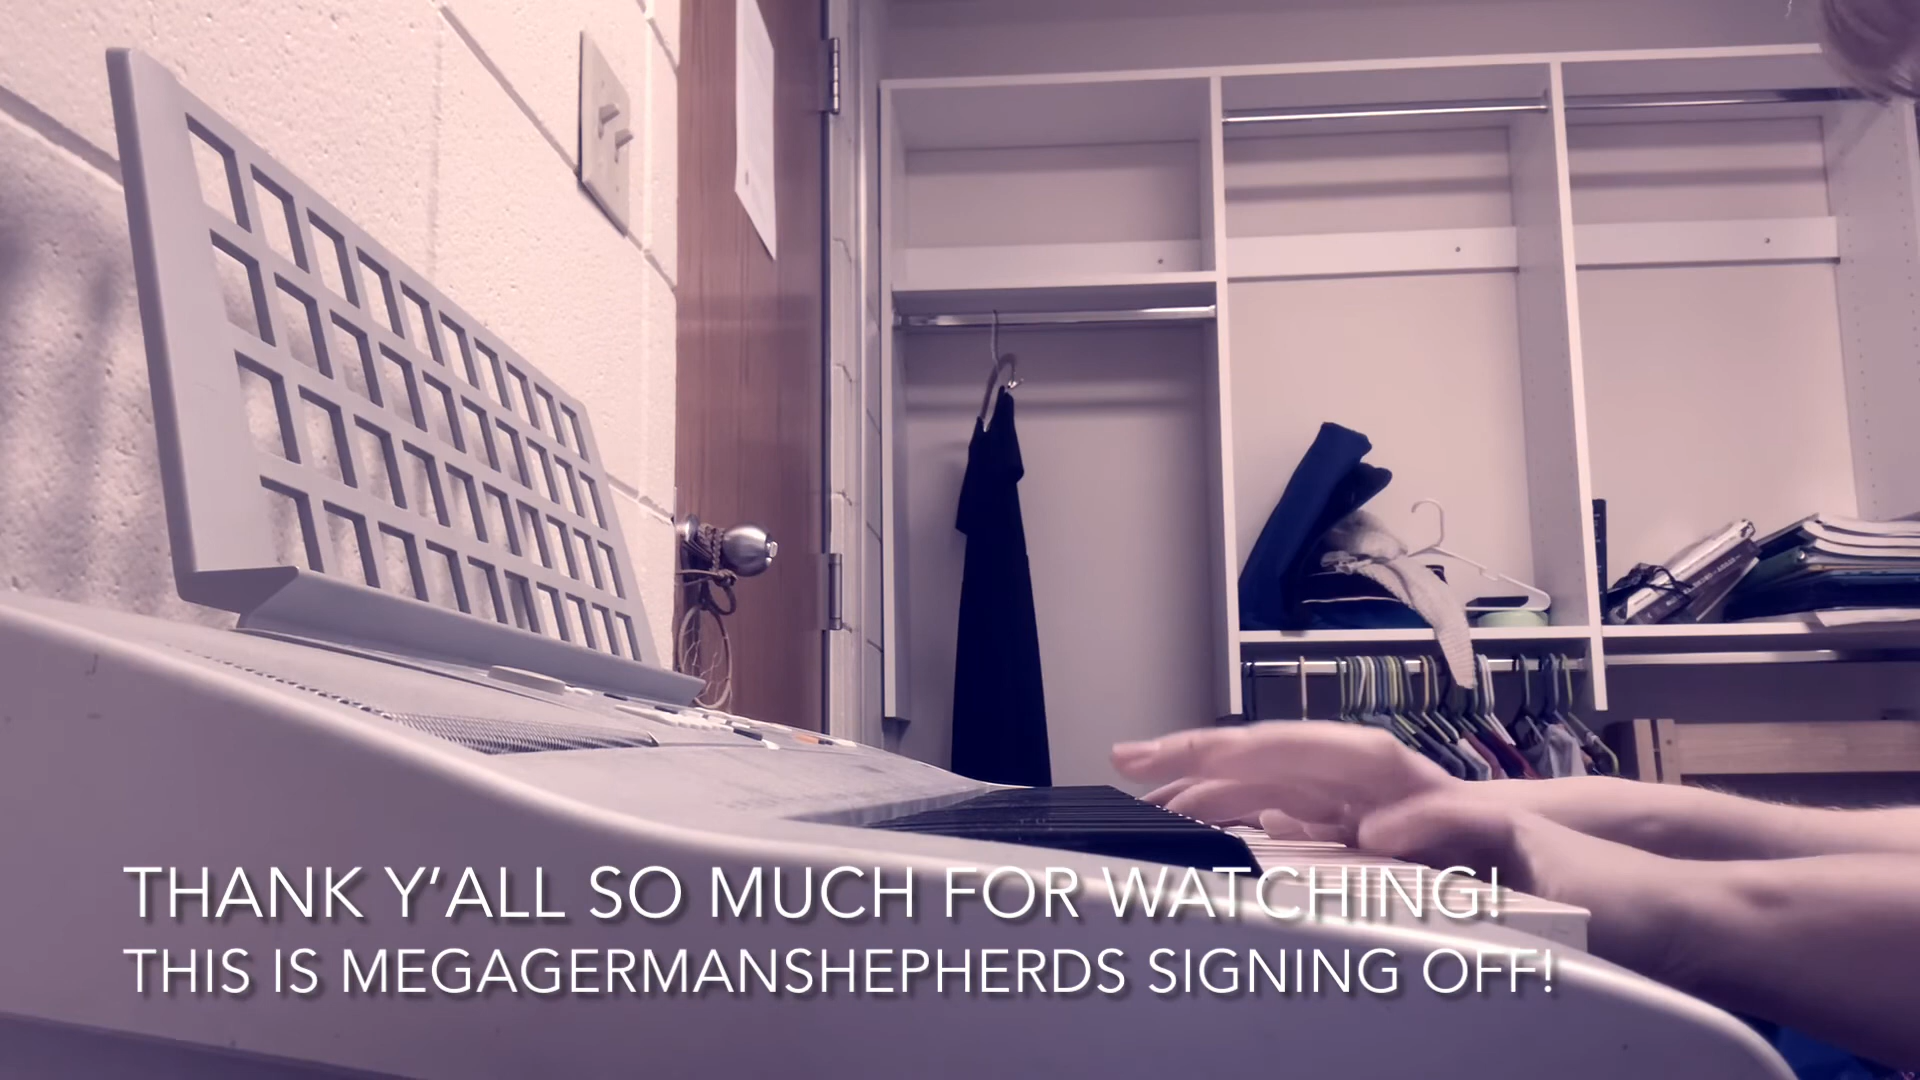 THANK Y’ALL SO MUCH FOR WATCHING!
THIS IS MEGAGERMANSHEPHERDS SIGNING OFF!